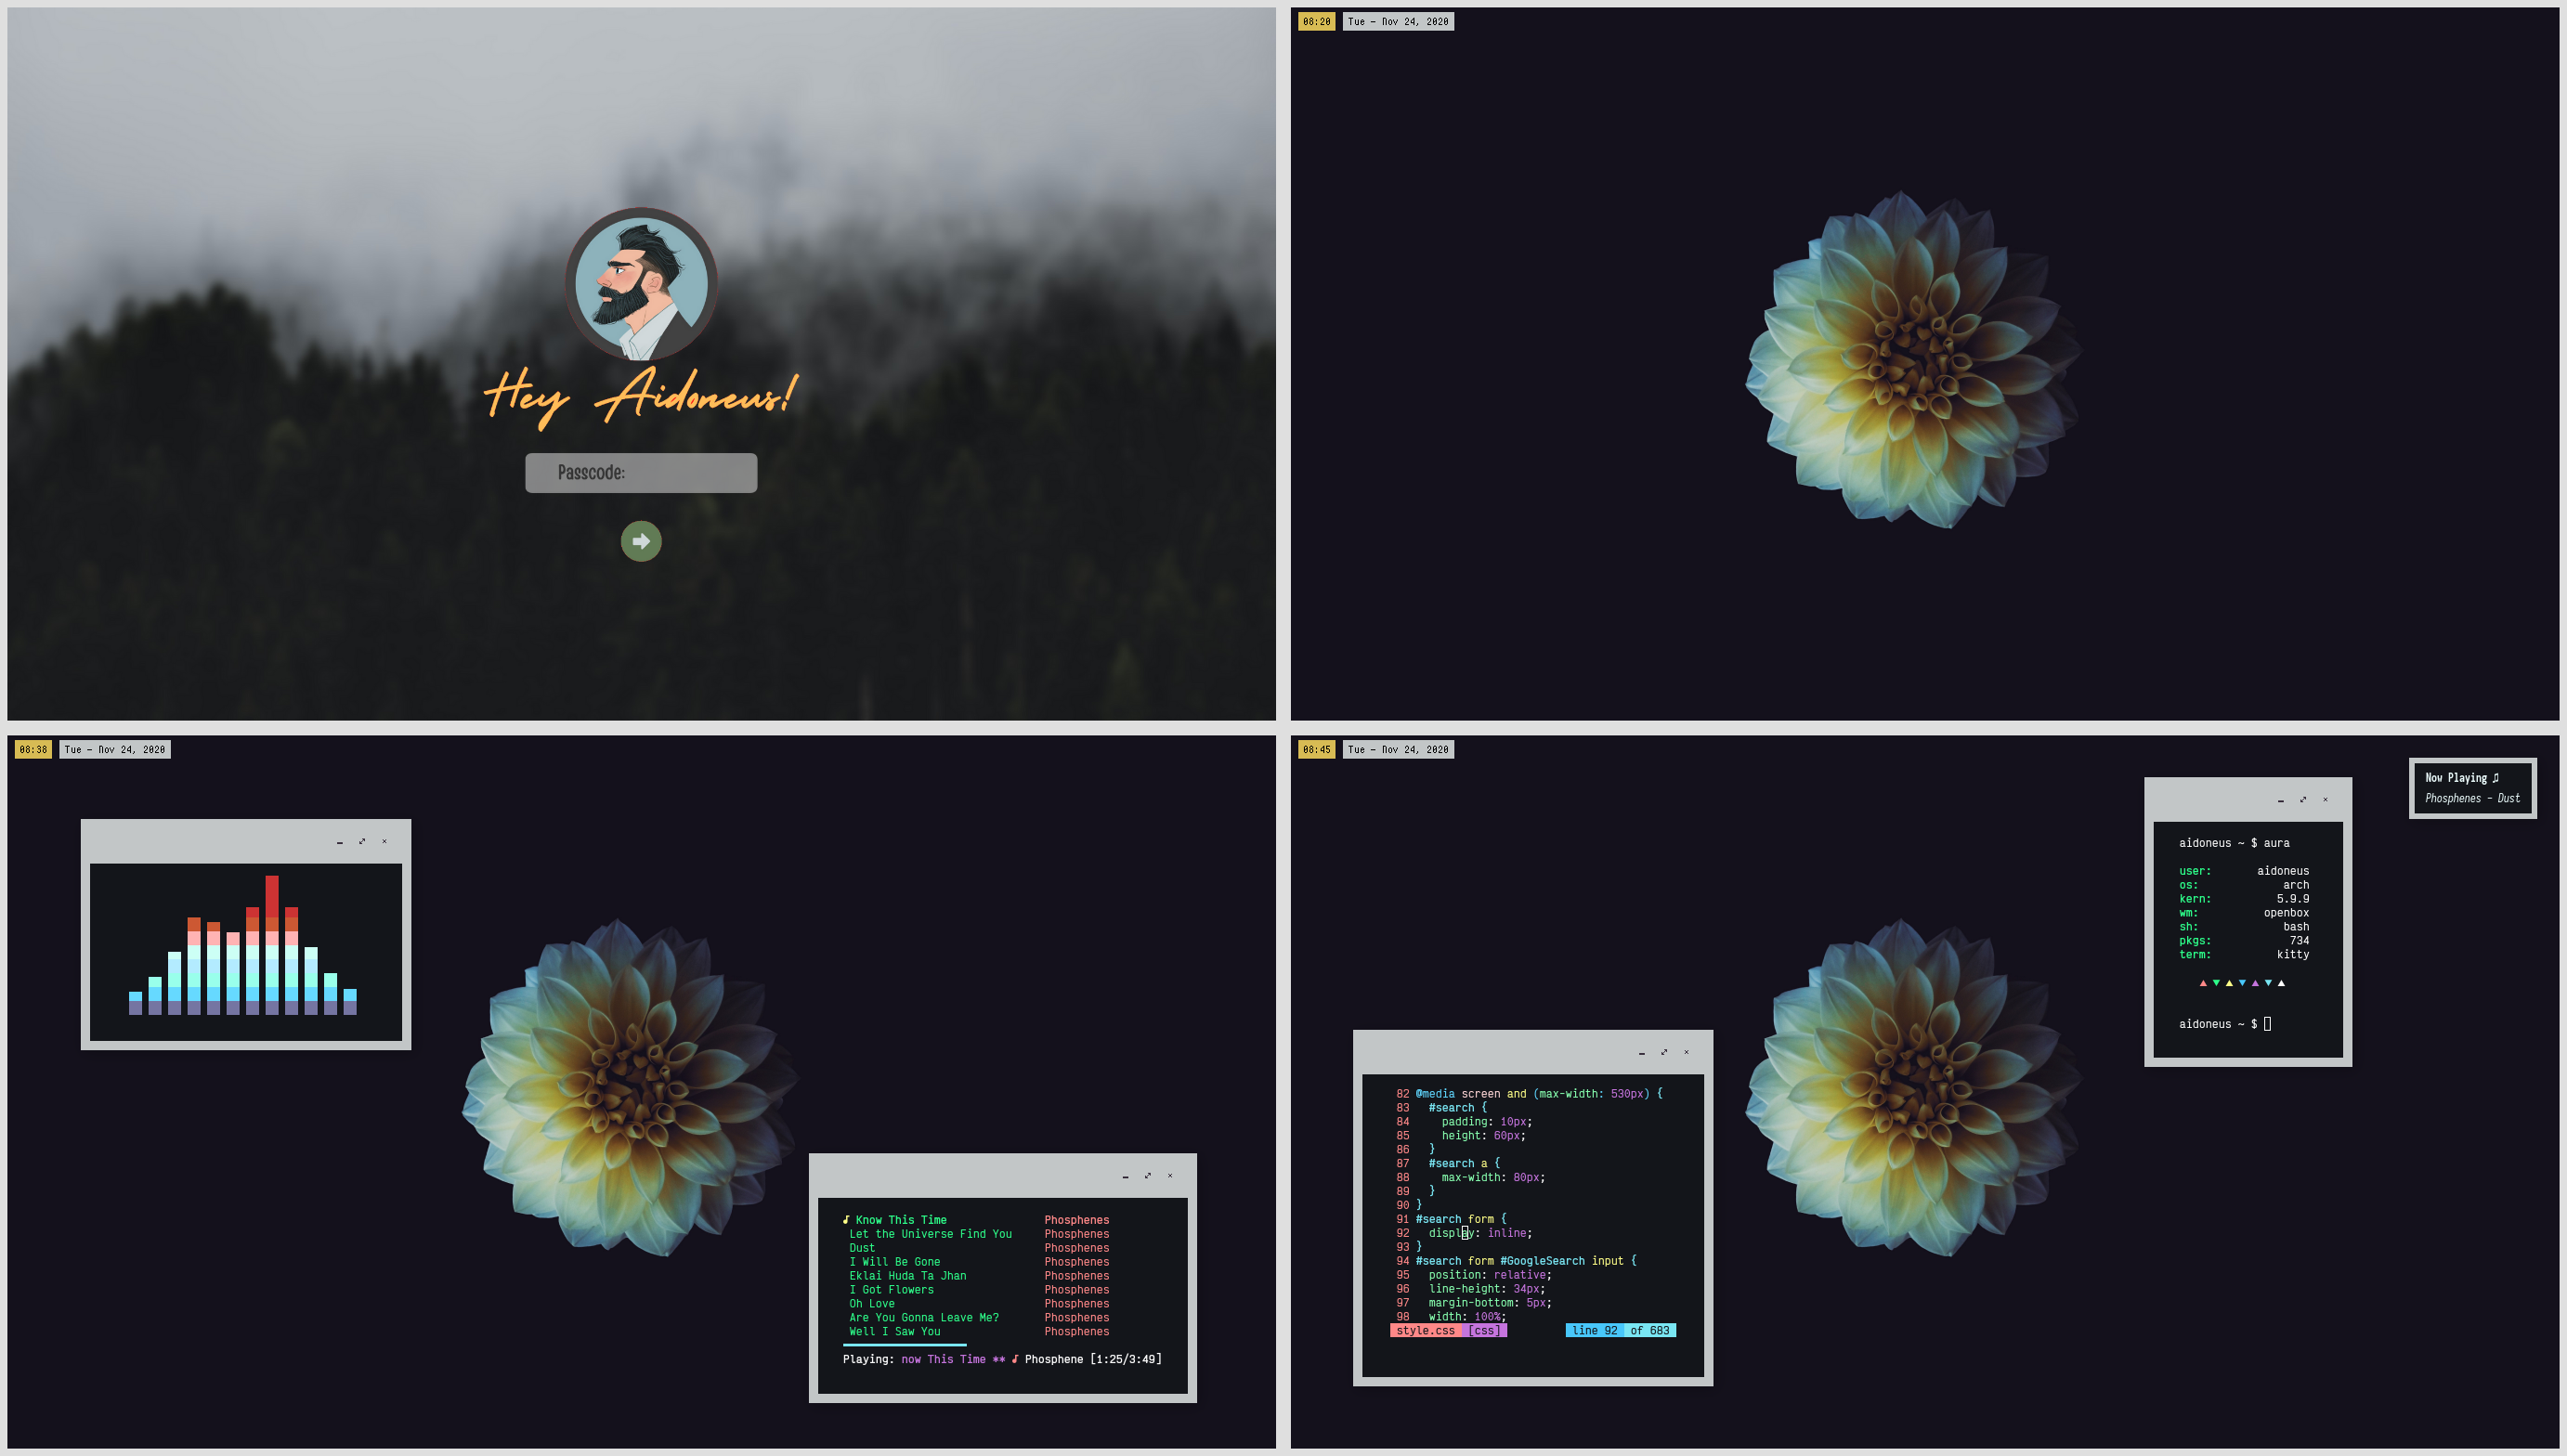 Hey Aidoneus!
Passcode:
08:20 Tue - Nov 24, 2020
08:38 Tue - Nov 24, 2020
Know This Time Phosphenes
Let the Universe Find You Phosphenes
Dust Phosphenes
I Will Be Gone Phosphenes
Eklai Huda Ta Jhan Phosphenes
I Got Flowers Phosphenes
Oh Love Phosphenes
Are You Gonna Leave Me? Phosphenes
Well I Saw You Phosphenes
Playing: now This Time ** ♪ Phosphene [1:25/3:49]
08:45 Tue - Nov 24, 2020
Now Playing ♫
Phosphenes - Dust
aidoneus ~ $ aura
user: aidoneus
os: arch
kern: 5.9.9
wm: openbox
sh: bash
pkgs: 734
term: kitty
aidoneus ~ $
82 @media screen and (max-width: 530px) {
83 #search {
84 padding: 10px;
85 height: 60px;
86 }
87 #search a {
88 max-width: 80px;
89 }
90 }
91 #search form {
92 display: inline;
93 }
94 #search form #GoogleSearch input {
95 position: relative;
96 line-height: 34px;
97 margin-bottom: 5px;
98 width: 100%;
style.css [css] line 92 of 683